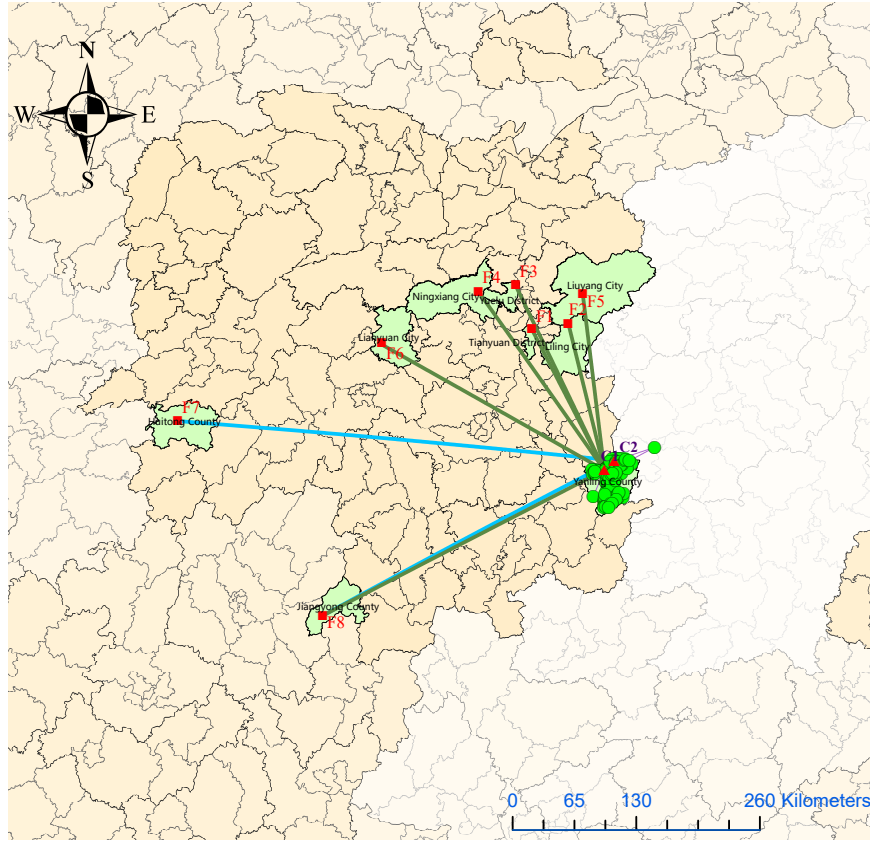 N
W E
S
F3
F4
Liuyang City
Ningxiang City
Yuelu District
F5
F2
F1
Lianyuan City
Tianyuan District
Liling City
F6
F7
Huitong County
C2
C1
Yanling County
Jiangyong County
F8
0 65 130 260 Kilometers